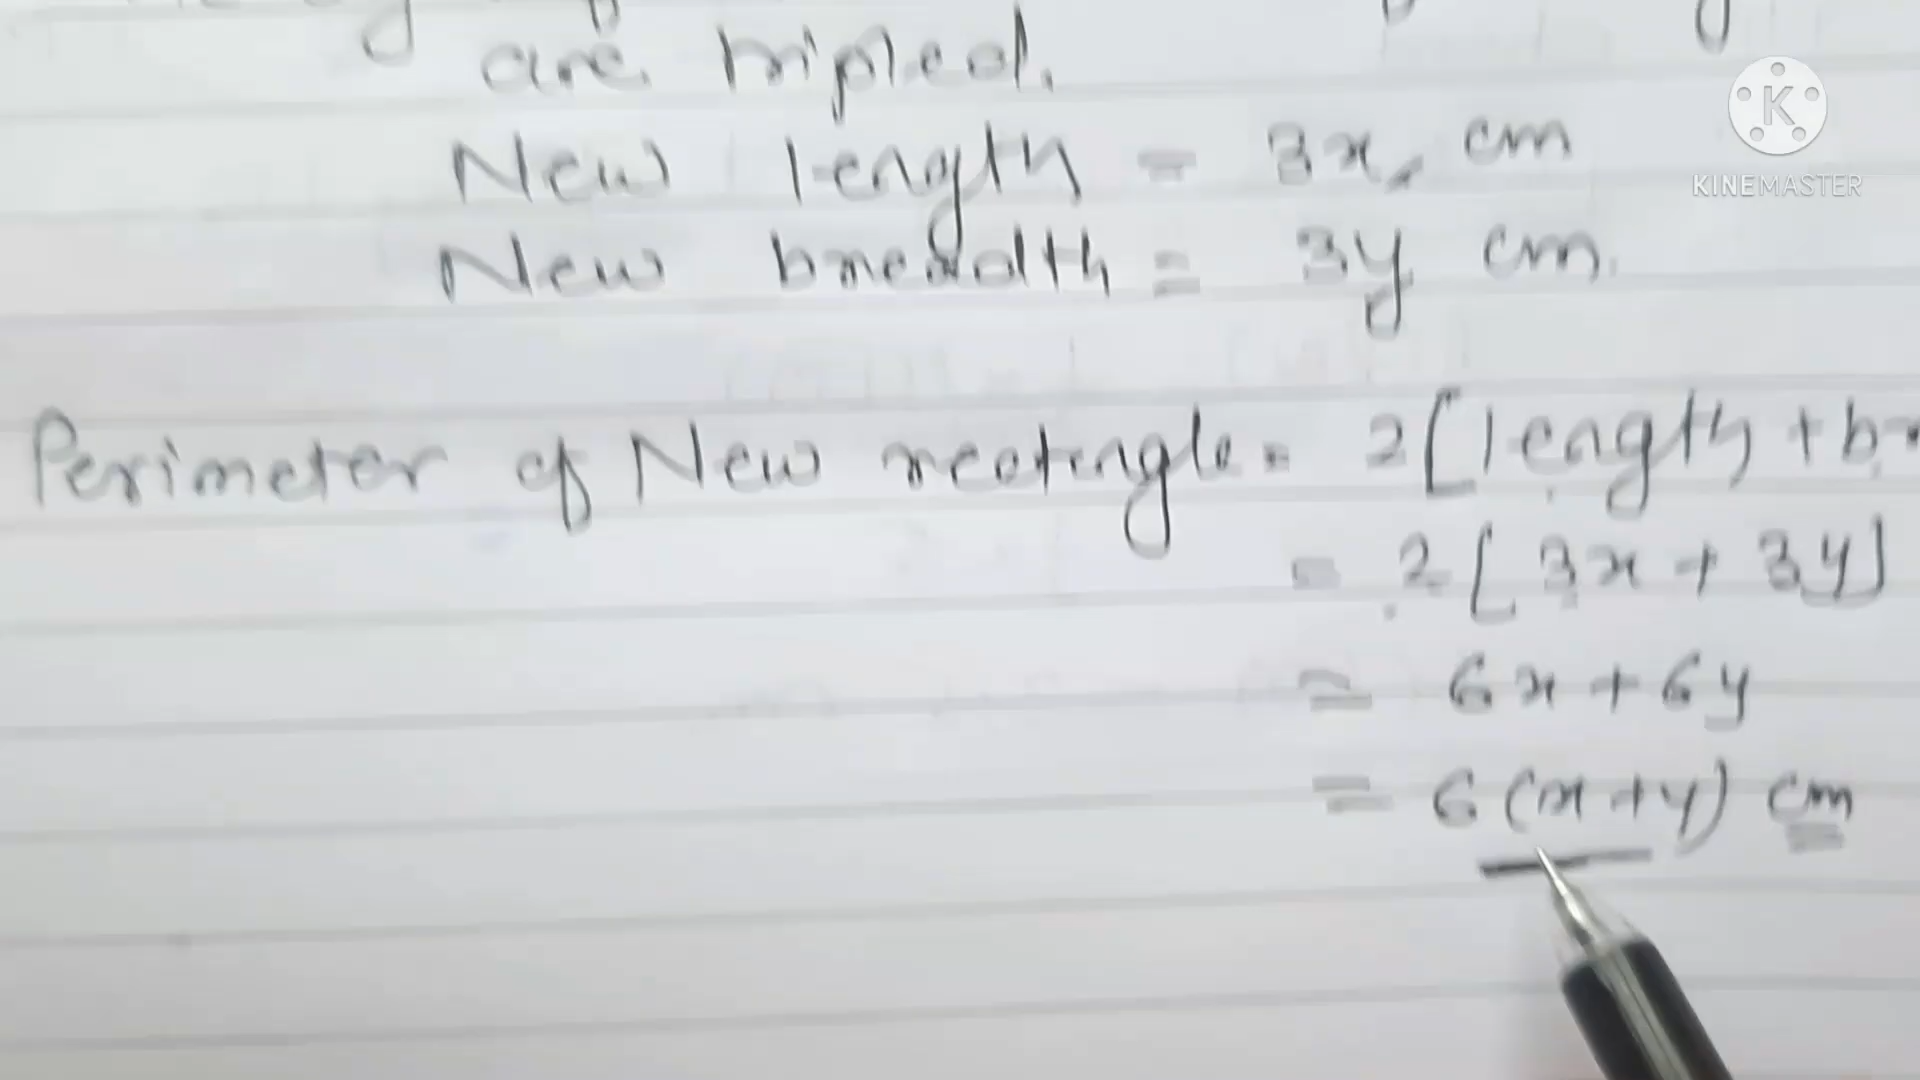 are tripled.
New length = 3x cm
New breadth = 3y cm.
Perimeter of New rectangle = 2[length + br
= 2[3x + 3y]
= 6x + 6y
= 6(x+y) cm
K
KINEMASTER